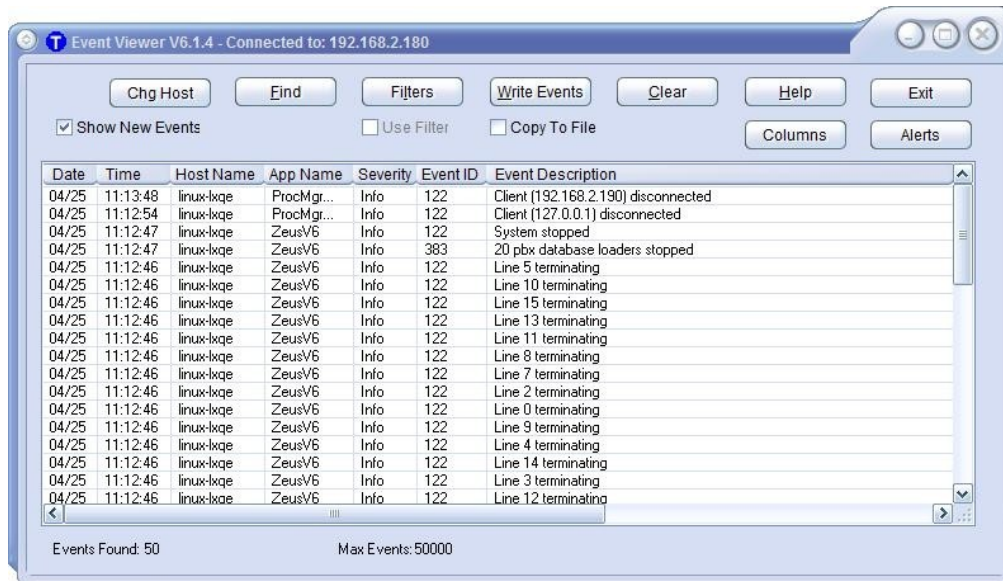 T Event Viewer V6.1.4 - Connected to: 192.168.2.180
Chg Host Find Filters Write Events Clear Help Exit
Show New Events Use Filter Copy To File Columns Alerts
Date Time Host Name App Name Severity Event ID Event Description
04/25 11:13:48 linux-lxqe ProcMgr... Info 122 Client (192.168.2.190) disconnected
04/25 11:12:54 linux-lxqe ProcMgr... Info 122 Client (127.0.0.1) disconnected
04/25 11:12:47 linux-lxqe ZeusV6 Info 122 System stopped
04/25 11:12:47 linux-lxqe ZeusV6 Info 383 20 pbx database loaders stopped
04/25 11:12:46 linux-lxqe ZeusV6 Info 122 Line 5 terminating
04/25 11:12:46 linux-lxqe ZeusV6 Info 122 Line 10 terminating
04/25 11:12:46 linux-lxqe ZeusV6 Info 122 Line 15 terminating
04/25 11:12:46 linux-lxqe ZeusV6 Info 122 Line 13 terminating
04/25 11:12:46 linux-lxqe ZeusV6 Info 122 Line 11 terminating
04/25 11:12:46 linux-lxqe ZeusV6 Info 122 Line 8 terminating
04/25 11:12:46 linux-lxqe ZeusV6 Info 122 Line 7 terminating
04/25 11:12:46 linux-lxqe ZeusV6 Info 122 Line 2 terminating
04/25 11:12:46 linux-lxqe ZeusV6 Info 122 Line 0 terminating
04/25 11:12:46 linux-lxqe ZeusV6 Info 122 Line 9 terminating
04/25 11:12:46 linux-lxqe ZeusV6 Info 122 Line 4 terminating
04/25 11:12:46 linux-lxqe ZeusV6 Info 122 Line 14 terminating
04/25 11:12:46 linux-lxqe ZeusV6 Info 122 Line 3 terminating
04/25 11:12:46 linux-lxqe ZeusV6 Info 122 Line 12 terminating
Events Found: 50 Max Events: 50000